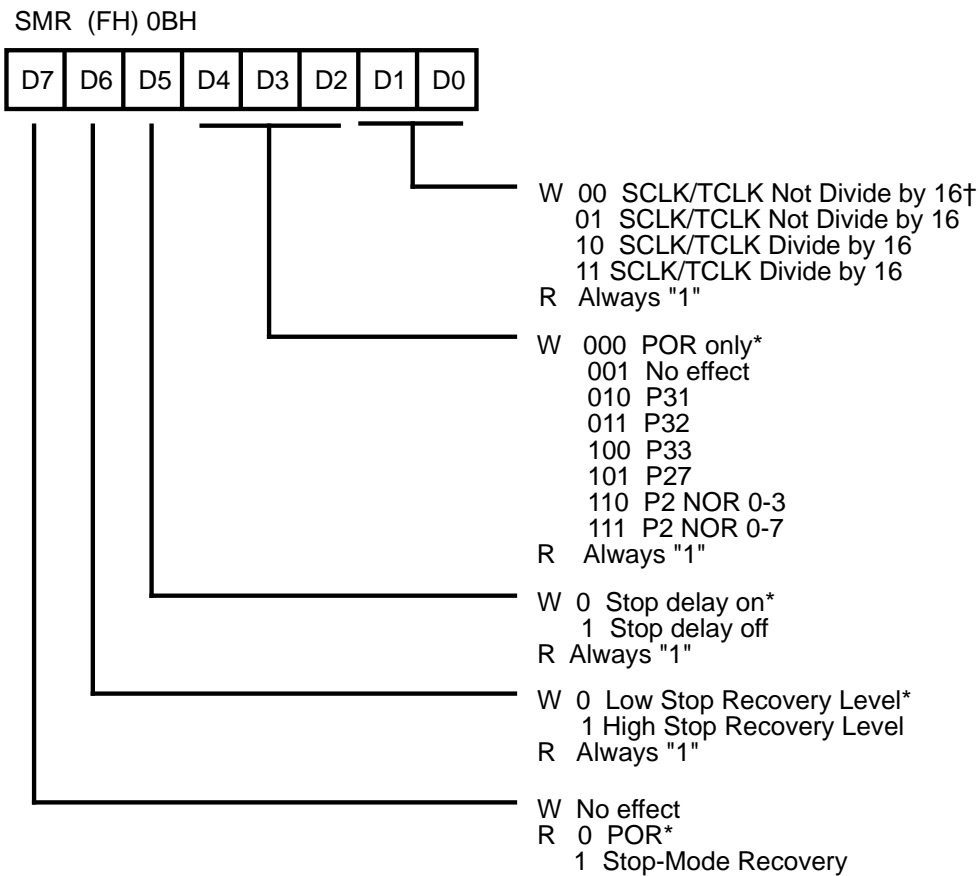 SMR (FH) 0BH
D7 D6 D5 D4 D3 D2 D1 D0
W 00 SCLK/TCLK Not Divide by 16†
01 SCLK/TCLK Not Divide by 16
10 SCLK/TCLK Divide by 16
11 SCLK/TCLK Divide by 16
R Always "1"
W 000 POR only*
001 No effect
010 P31
011 P32
100 P33
101 P27
110 P2 NOR 0-3
111 P2 NOR 0-7
R Always "1"
W 0 Stop delay on*
1 Stop delay off
R Always "1"
W 0 Low Stop Recovery Level*
1 High Stop Recovery Level
R Always "1"
W No effect
R 0 POR*
1 Stop-Mode Recovery